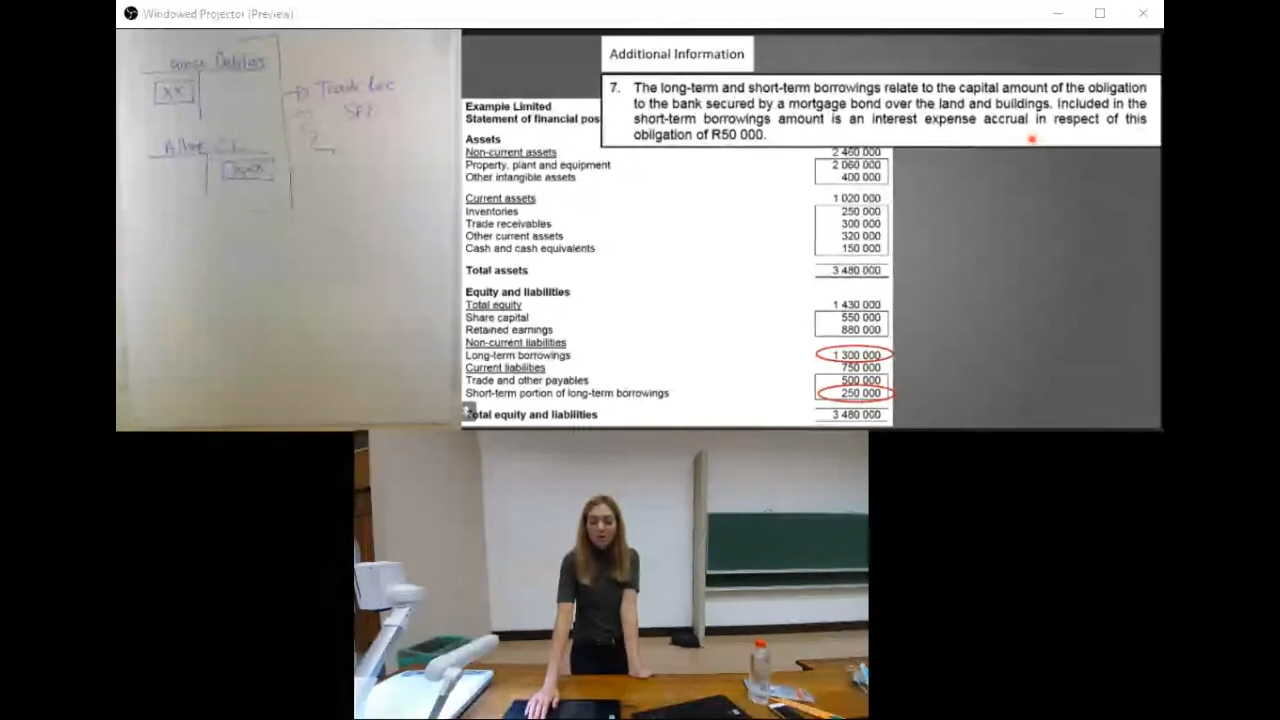 Windowed Projector (Preview)
Debtors
XX
Trade Rec
SFP
Additional Information
7. The long-term and short-term borrowings relate to the capital amount of the obligation
to the bank secured by a mortgage bond over the land and buildings. Included in the
short-term borrowings amount is an interest expense accrual in respect of this
obligation of R50 000.
Example Limited
Statement of financial pos
Assets
Non-current assets 2 460 000
Property, plant and equipment 2 060 000
Other intangible assets 400 000
Current assets 1 020 000
Inventories 250 000
Trade receivables 300 000
Other current assets 320 000
Cash and cash equivalents 150 000
Total assets 3 480 000
Equity and liabilities
Total equity 1 430 000
Share capital 550 000
Retained earnings 880 000
Non-current liabilities
Long-term borrowings 1 300 000
Current liabilities 750 000
Trade and other payables 500 000
Short-term portion of long-term borrowings 250 000
Total equity and liabilities 3 480 000